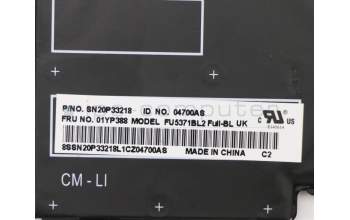 P/NO. SN20P33218 ID NO. 04700AS
FRU NO. 01YP388 MODEL FU5371BL2 Full-BL UK
8SSN20P33218L1CZ04700AS MADE IN CHINA C2
CM - LI